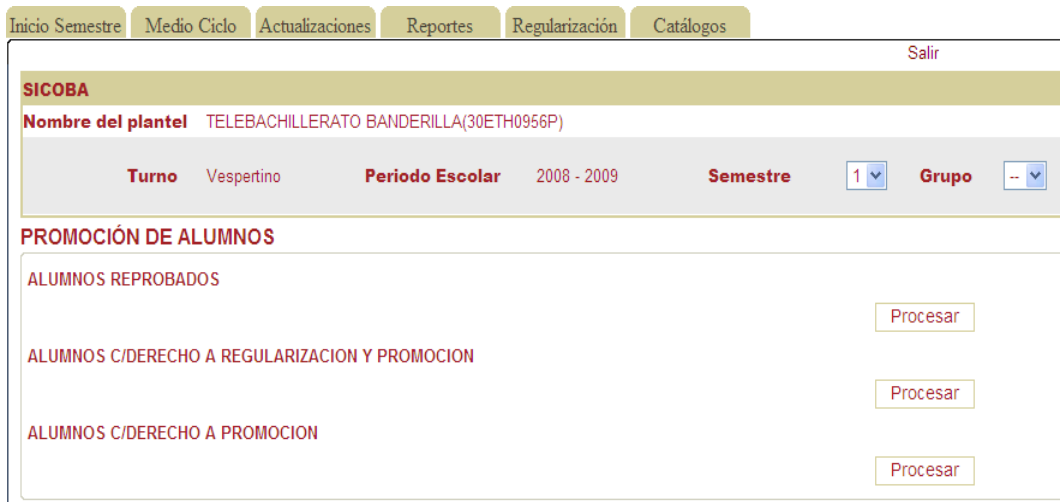 Inicio Semestre Medio Ciclo Actualizaciones Reportes Regularización Catálogos
Salir
SICOBA
Nombre del plantel TELEBACHILLERATO BANDERILLA(30ETH0956P)
Turno Vespertino Periodo Escolar 2008 - 2009 Semestre 1 Grupo --
PROMOCIÓN DE ALUMNOS
ALUMNOS REPROBADOS
Procesar
ALUMNOS C/DERECHO A REGULARIZACION Y PROMOCION
Procesar
ALUMNOS C/DERECHO A PROMOCION
Procesar